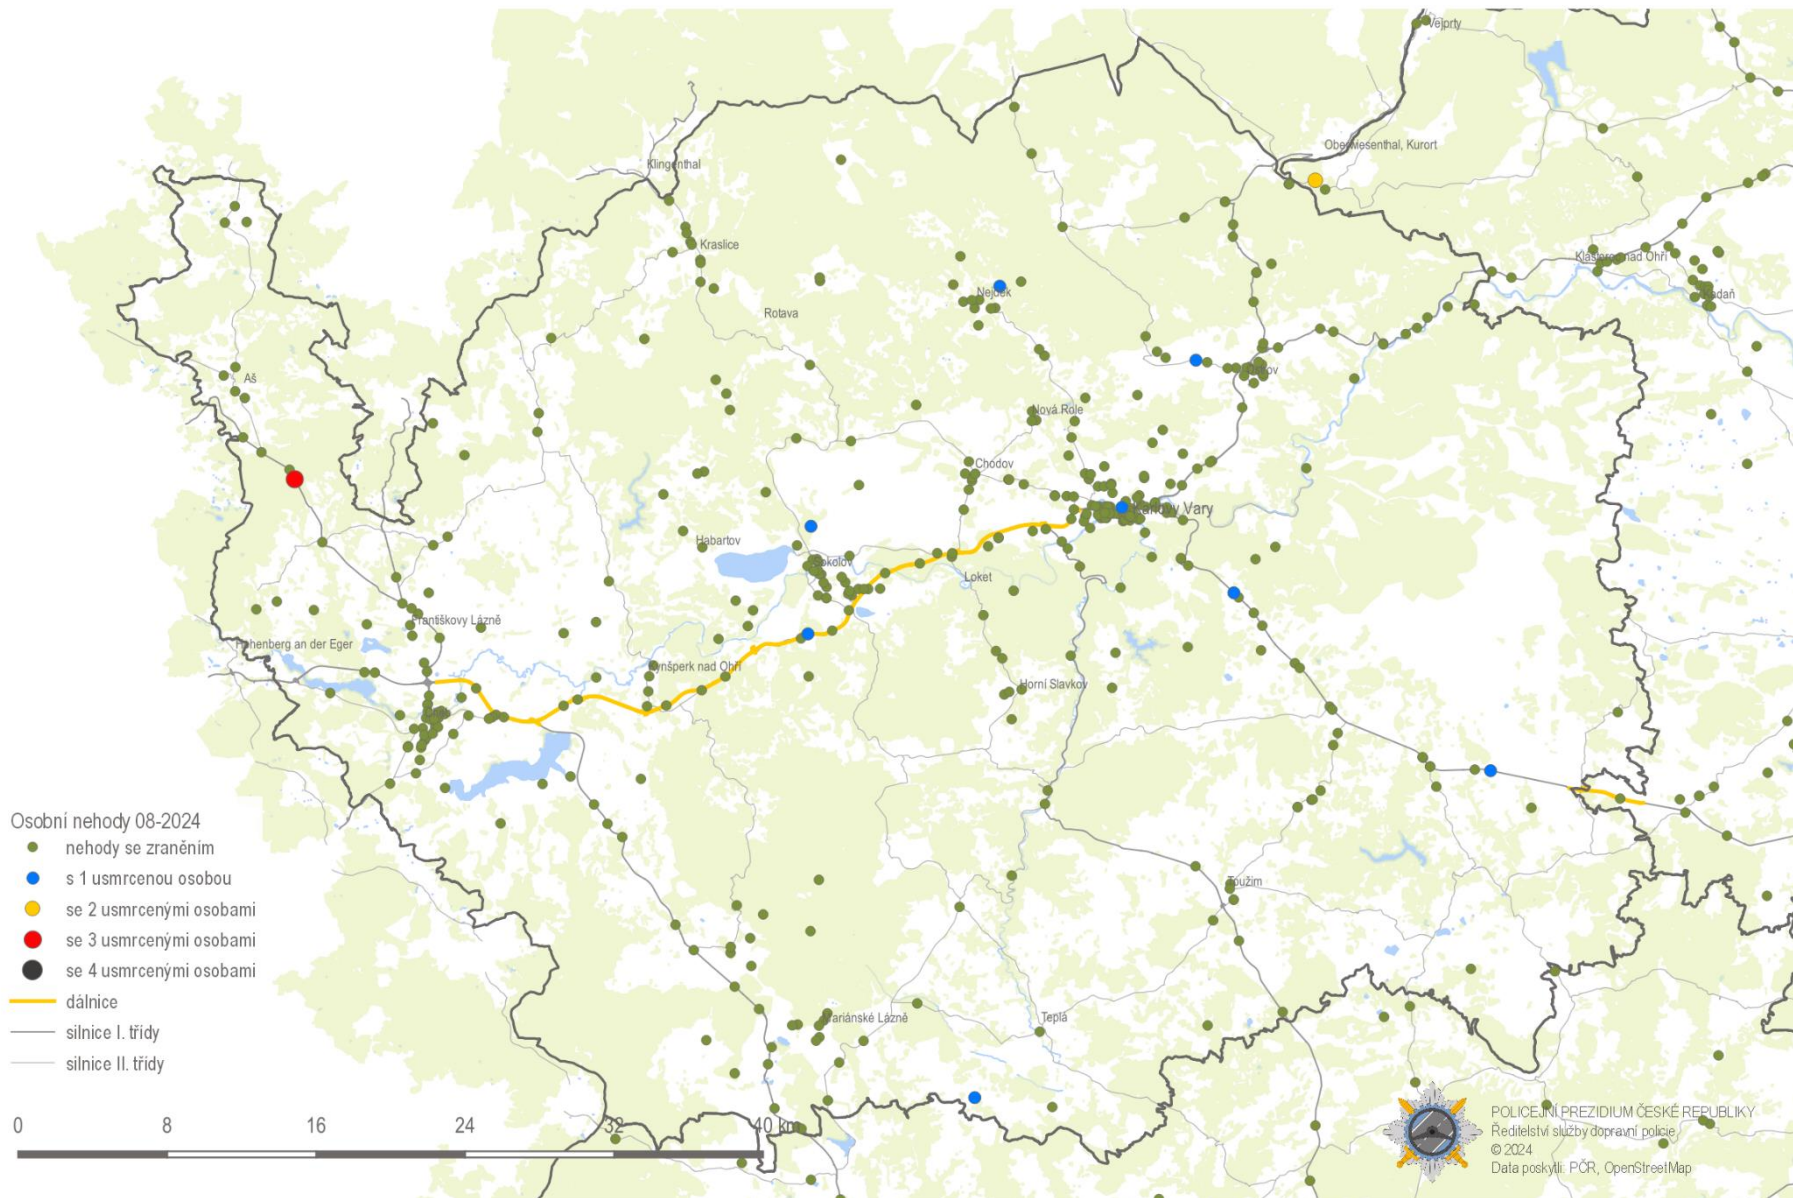 Vejprty
Oberwiesenthal, Kurort
Klingenthal
Kraslice
Klášterec nad Ohří
Nejdek
Kadaň
Rotava
Aš
Ostrov
Nová Role
Chodov
Karlovy Vary
Habartov
Sokolov
Loket
Františkovy Lázně
Hohenberg an der Eger
Kynšperk nad Ohří
Horní Slavkov
Cheb
Toužim
Mariánské Lázně
Teplá
Osobní nehody 08-2024
nehody se zraněním
s 1 usmrcenou osobou
se 2 usmrcenými osobami
se 3 usmrcenými osobami
se 4 usmrcenými osobami
dálnice
silnice I. třídy
silnice II. třídy
0 8 16 24 32 40 km
POLICEJNÍ PREZIDIUM ČESKÉ REPUBLIKY
Ředitelství služby dopravní policie
© 2024
Data poskytli: PČR, OpenStreetMap